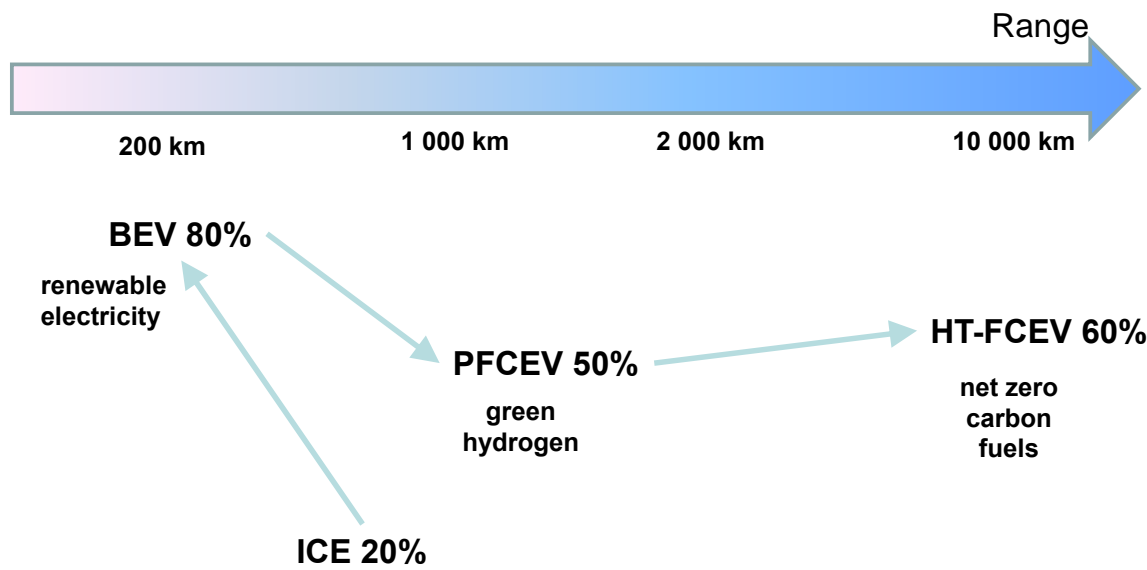 Range
200 km
1 000 km
2 000 km
10 000 km
BEV 80%
renewable
electricity
HT-FCEV 60%
net zero
carbon
fuels
PFCEV 50%
green
hydrogen
ICE 20%